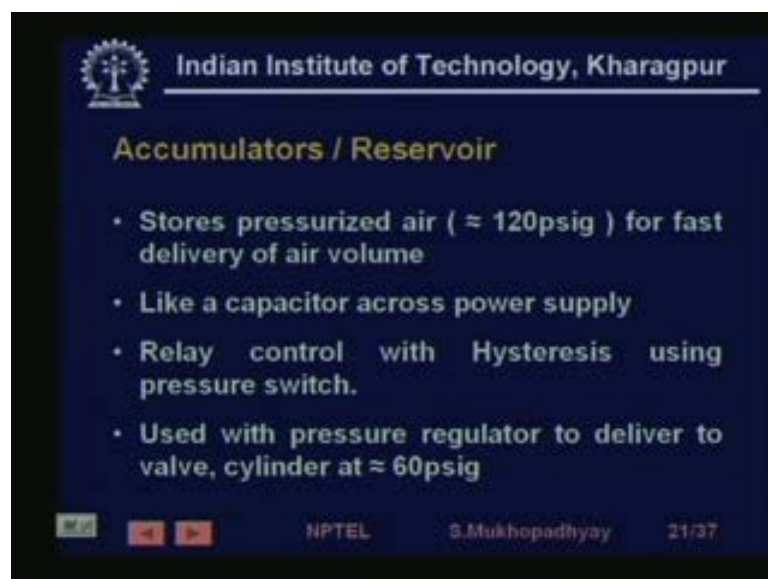 Indian Institute of Technology, Kharagpur
Accumulators / Reservoir
• Stores pressurized air ( ≈ 120psig ) for fast
delivery of air volume
• Like a capacitor across power supply
• Relay control with Hysteresis using
pressure switch.
• Used with pressure regulator to deliver to
valve, cylinder at ≈ 60psig
NPTEL S.Mukhopadhyay 21/37